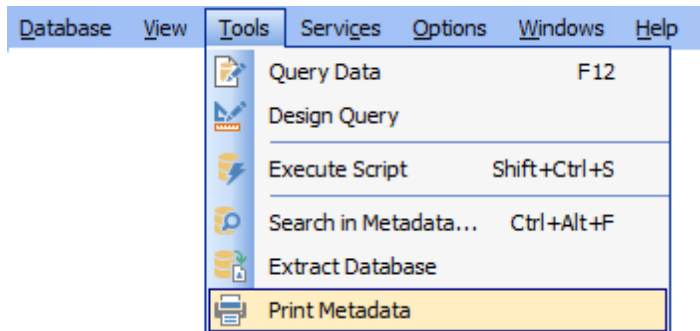 Database View Tools Services Options Windows Help
Query Data F12
Design Query
Execute Script Shift+Ctrl+S
Search in Metadata... Ctrl+Alt+F
Extract Database
Print Metadata